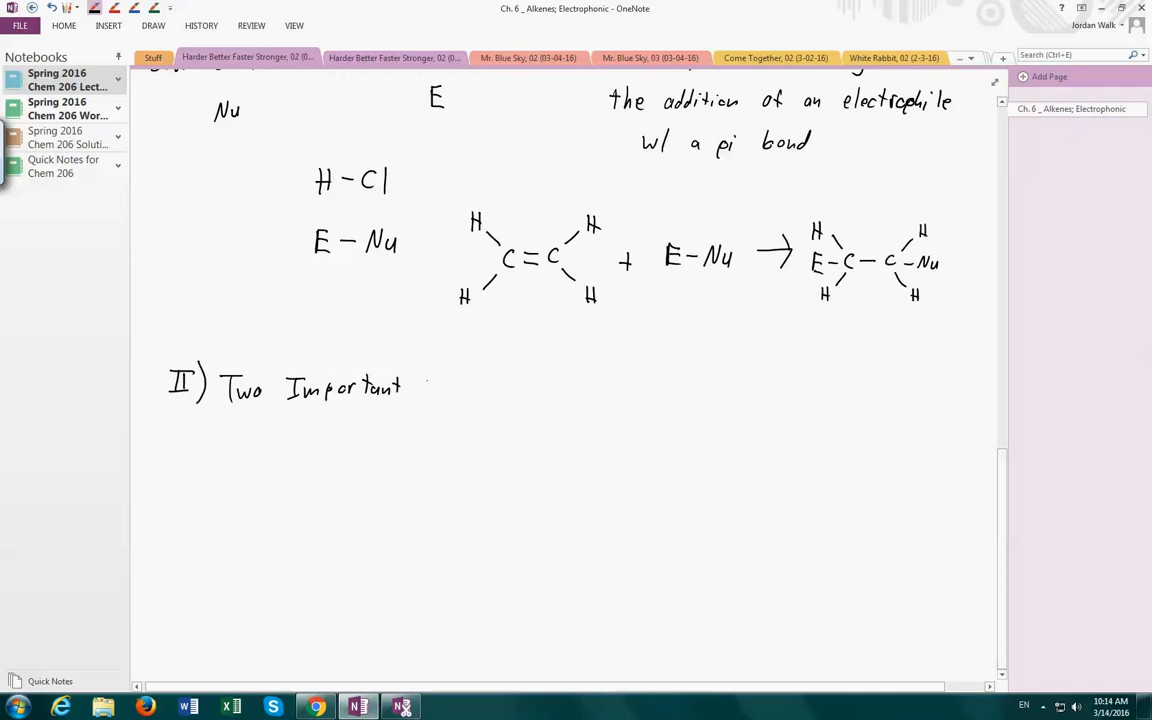 Ch. 6 _ Alkenes; Electrophonic - OneNote
FILE HOME INSERT DRAW HISTORY REVIEW VIEW
Jordan Walk
Notebooks
Stuff
Harder Better Faster Stronger, 02 (0...
Harder Better Faster Stronger, 02 (0...
Mr. Blue Sky, 02 (03-04-16)
Mr. Blue Sky, 03 (03-04-16)
Come Together, 02 (3-02-16)
White Rabbit, 02 (2-3-16)
Search (Ctrl+E)
Spring 2016
Chem 206 Lect...
Spring 2016
Chem 206 Wor...
Spring 2016
Chem 206 Soluti...
Quick Notes for
Chem 206
Add Page
Ch. 6 _ Alkenes; Electrophonic
Nu
E
the addition of an electrophile
w/ a pi bond
H - Cl
E - Nu
H H
C = C
H H
+ E - Nu →
H H
E - C - C - Nu
H H
II) Two Important
Quick Notes
EN
10:14 AM
3/14/2016